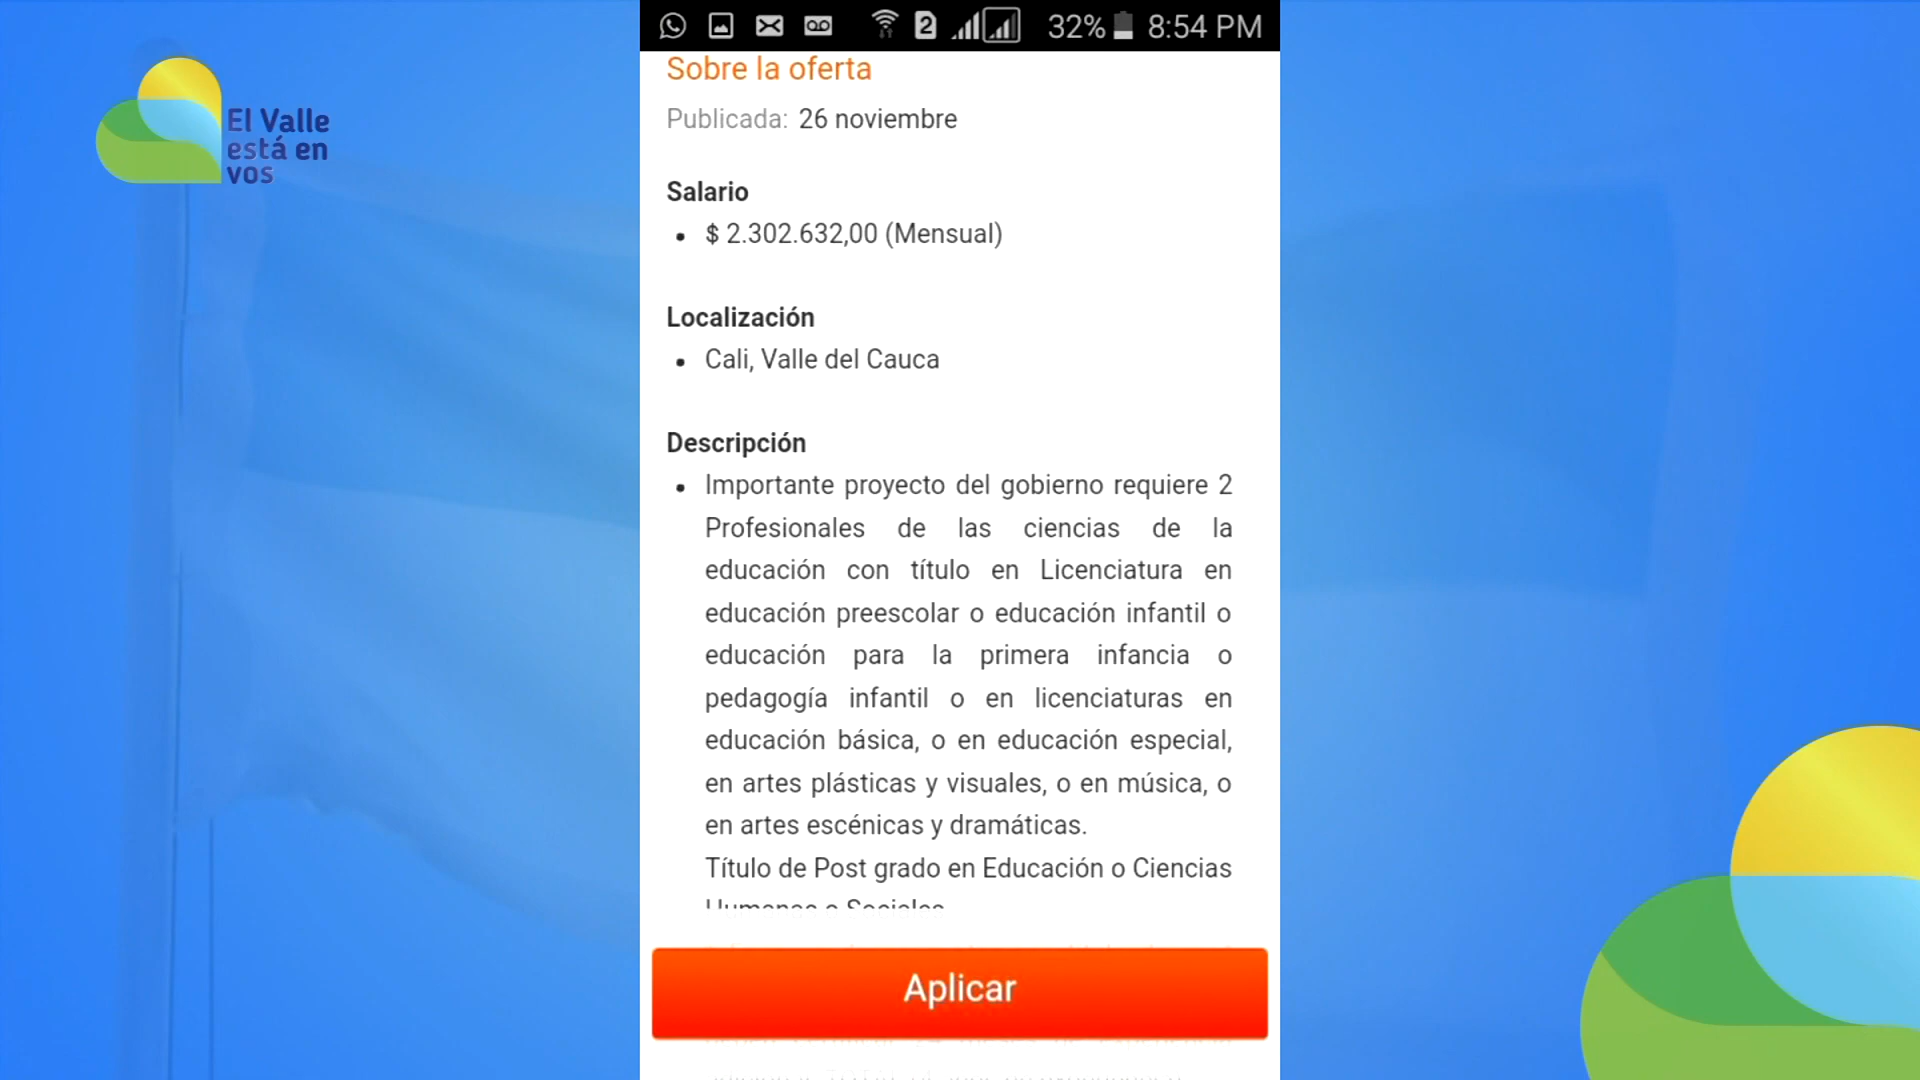 El Valle
está en
vos
2
32%
8:54 PM
Sobre la oferta
Publicada: 26 noviembre
Salario
• $ 2.302.632,00 (Mensual)
Localización
• Cali, Valle del Cauca
Descripción
• Importante proyecto del gobierno requiere 2
Profesionales de las ciencias de la
educación con título en Licenciatura en
educación preescolar o educación infantil o
educación para la primera infancia o
pedagogía infantil o en licenciaturas en
educación básica, o en educación especial,
en artes plásticas y visuales, o en música, o
en artes escénicas y dramáticas.
Título de Post grado en Educación o Ciencias
Humanas o Sociales
Aplicar